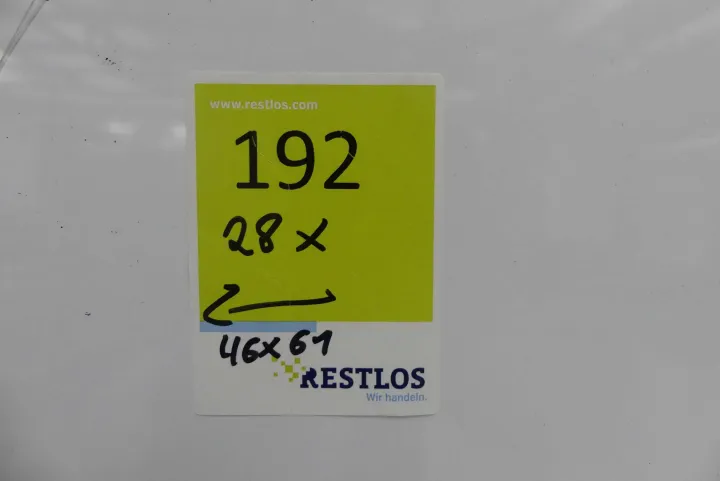 www.restlos.com
192
28 x
46x61
RESTLOS
Wir handeln.